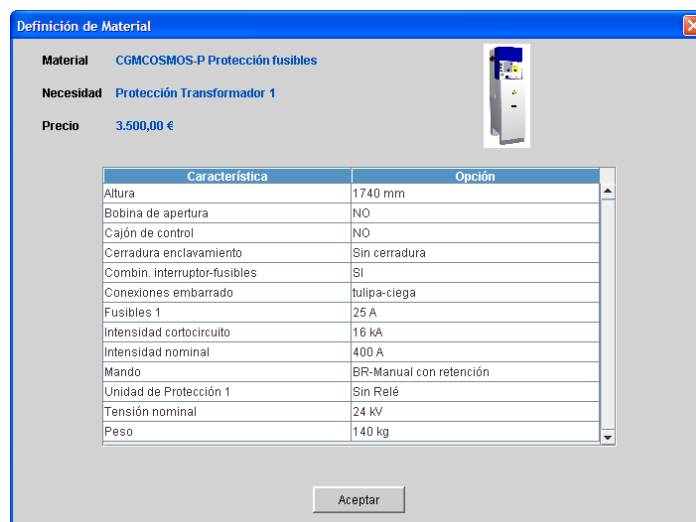 Definición de Material
Material CGMCOSMOS-P Protección fusibles
Necesidad Protección Transformador 1
Precio 3.500,00 €
Característica Opción
Altura 1740 mm
Bobina de apertura NO
Cajón de control NO
Cerradura enclavamiento Sin cerradura
Combin. interruptor-fusibles SI
Conexiones embarrado tulipa-ciega
Fusibles 1 25 A
Intensidad cortocircuito 16 kA
Intensidad nominal 400 A
Mando BR-Manual con retención
Unidad de Protección 1 Sin Relé
Tensión nominal 24 kV
Peso 140 kg
Aceptar